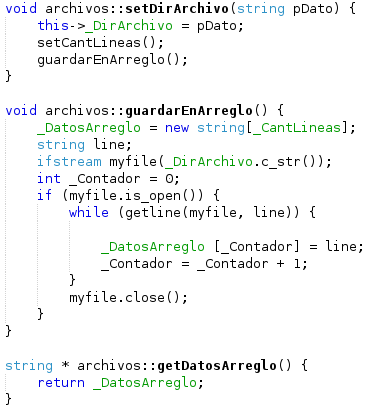 void archivos::setDirArchivo(string pDato) {
    this->_DirArchivo = pDato;
    setCantLineas();
    guardarEnArreglo();
}

void archivos::guardarEnArreglo() {
    _DatosArreglo = new string[_CantLineas];
    string line;
    ifstream myfile(_DirArchivo.c_str());
    int _Contador = 0;
    if (myfile.is_open()) {
        while (getline(myfile, line)) {

            _DatosArreglo [_Contador] = line;
            _Contador = _Contador + 1;
        }
        myfile.close();
    }
}

string * archivos::getDatosArreglo() {
    return _DatosArreglo;
}